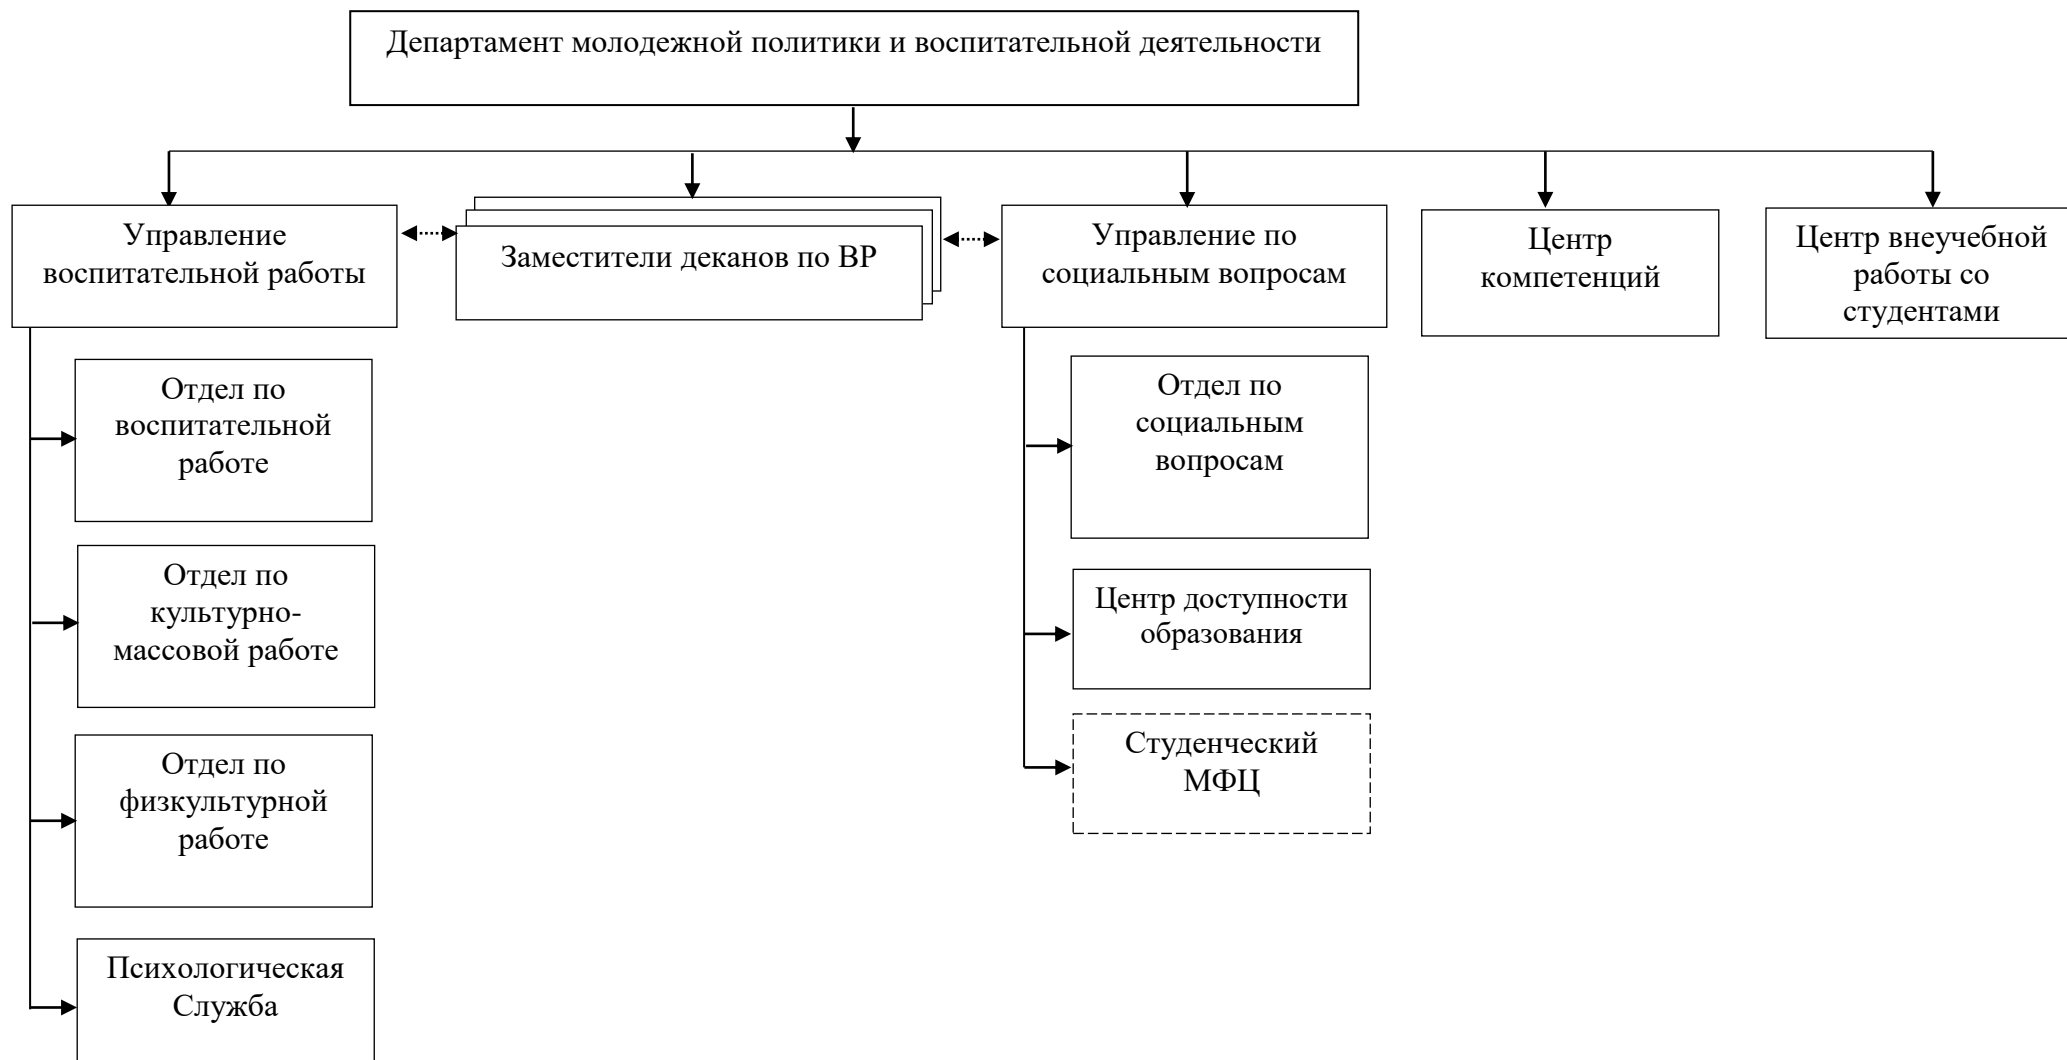 Департамент молодежной политики и воспитательной деятельности
Управление
воспитательной работы
Заместители деканов по ВР
Управление по
социальным вопросам
Центр
компетенций
Центр внеучебной
работы со
студентами
Отдел по
воспитательной
работе
Отдел по
культурно-
массовой работе
Отдел по
физкультурной
работе
Психологическая
Служба
Отдел по
социальным
вопросам
Центр доступности
образования
Студенческий
МФЦ